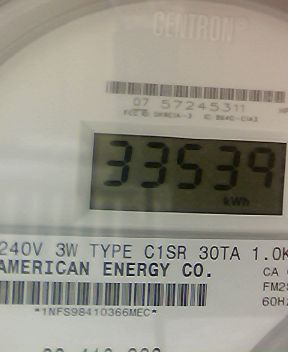 CENTRON®
07 57245311
33539
kWh
240V 3W TYPE C1SR 30TA 1.0K
AMERICAN ENERGY CO.
CA
FM2S
60Hz
*1NFS98410366MEC*